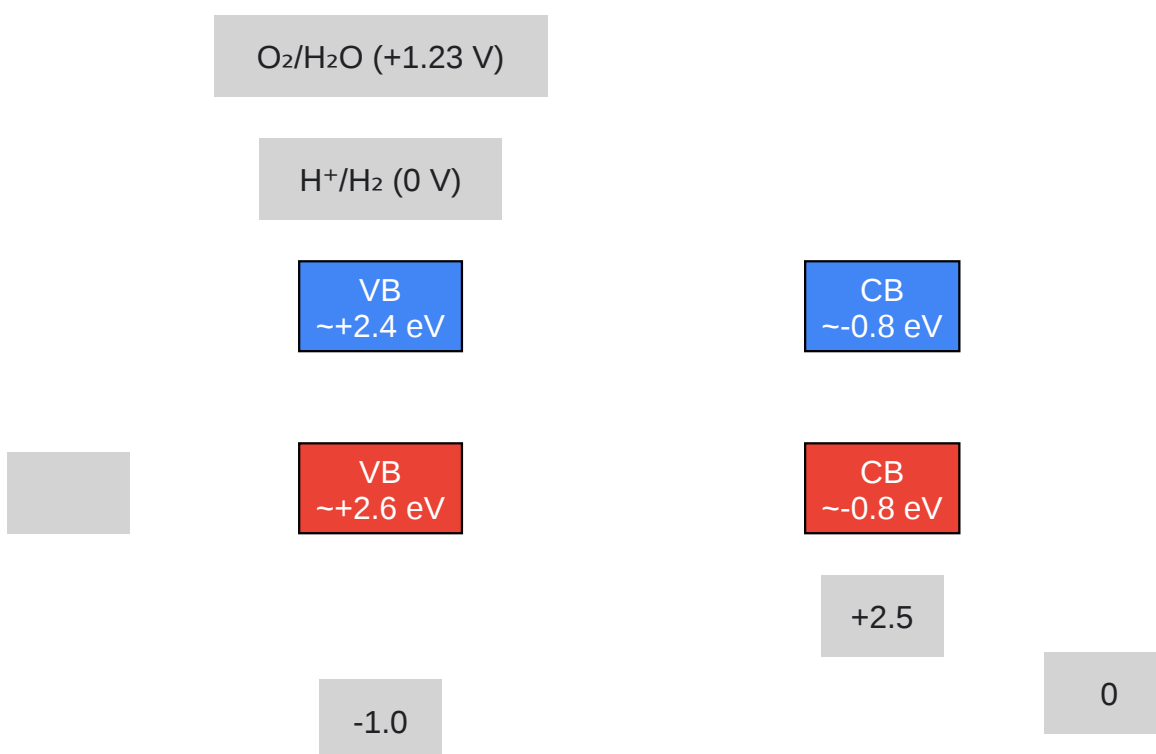 O₂/H₂O (+1.23 V)
H⁺/H₂ (0 V)
VB
~+2.4 eV
CB
~-0.8 eV
VB
~+2.6 eV
CB
~-0.8 eV
+2.5
0
-1.0